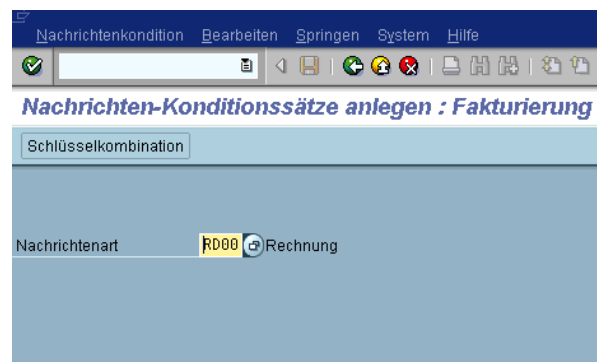 Nachrichtenkondition Bearbeiten Springen System Hilfe
Nachrichten-Konditionssätze anlegen : Fakturierung
Schlüsselkombination
Nachrichtenart RD00 Rechnung